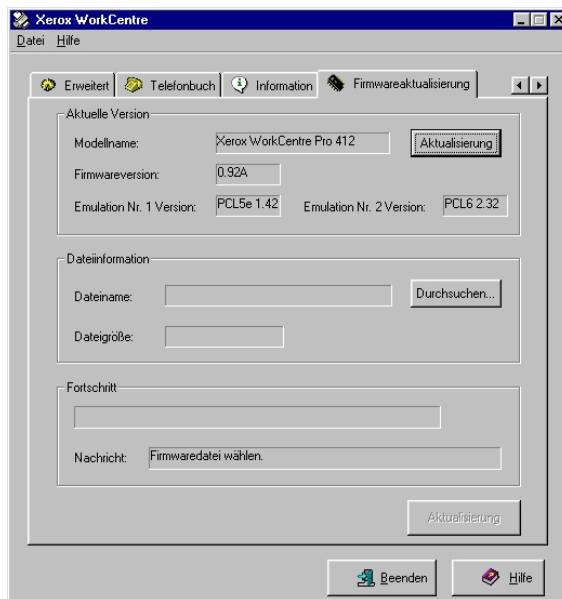 Xerox WorkCentre
Datei Hilfe
Erweitert Telefonbuch Information Firmwareaktualisierung
Aktuelle Version
Modellname: Xerox WorkCentre Pro 412 Aktualisierung
Firmwareversion: 0.92A
Emulation Nr. 1 Version: PCL5e 1.42 Emulation Nr. 2 Version: PCL6 2.32
Dateiinformation
Dateiname: Durchsuchen...
Dateigröße:
Fortschritt
Nachricht: Firmwaredatei wählen.
Aktualisierung
Beenden Hilfe